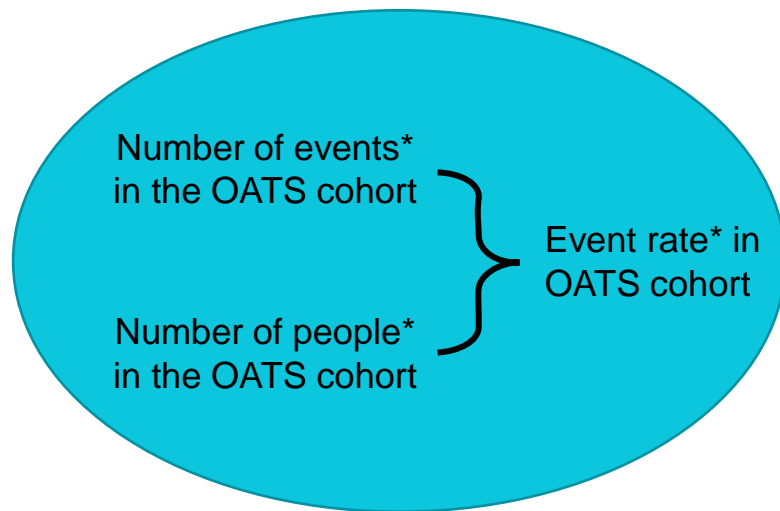 Number of events*
in the OATS cohort
Event rate* in
OATS cohort
Number of people*
in the OATS cohort